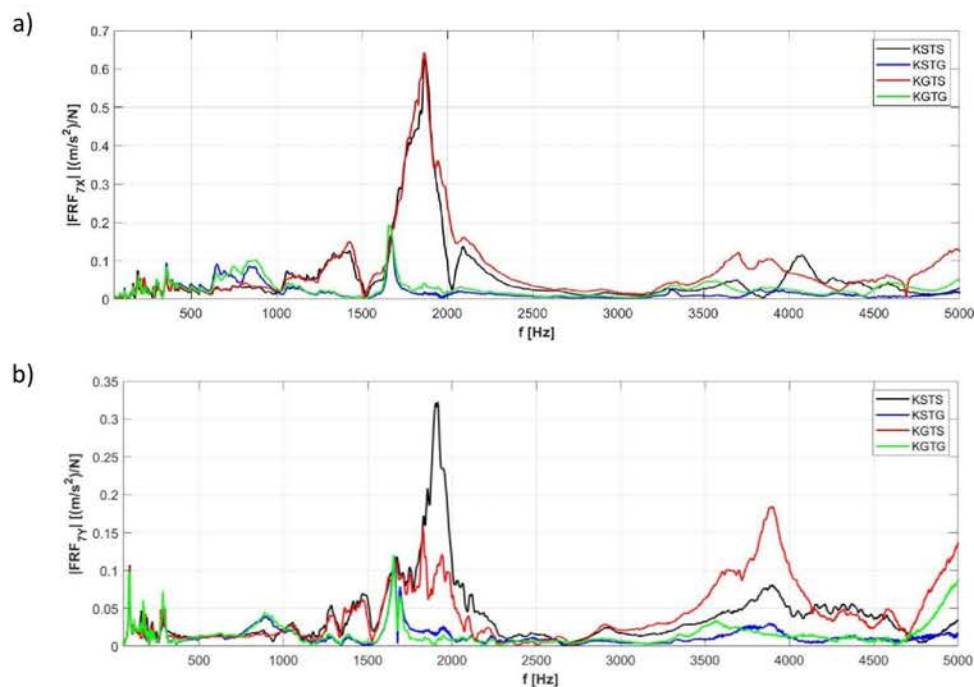 a)
0.7
0.6
0.5
0.4
0.3
0.2
0.1
0
|FRF7X| [(m/s²)/N]
KSTS
KSTG
KGTS
KGTG
500 1000 1500 2000 2500 3000 3500 4000 4500 5000
f [Hz]
b)
0.35
0.3
0.25
0.2
0.15
0.1
0.05
0
|FRF7Y| [(m/s²)/N]
KSTS
KSTG
KGTS
KGTG
500 1000 1500 2000 2500 3000 3500 4000 4500 5000
f [Hz]